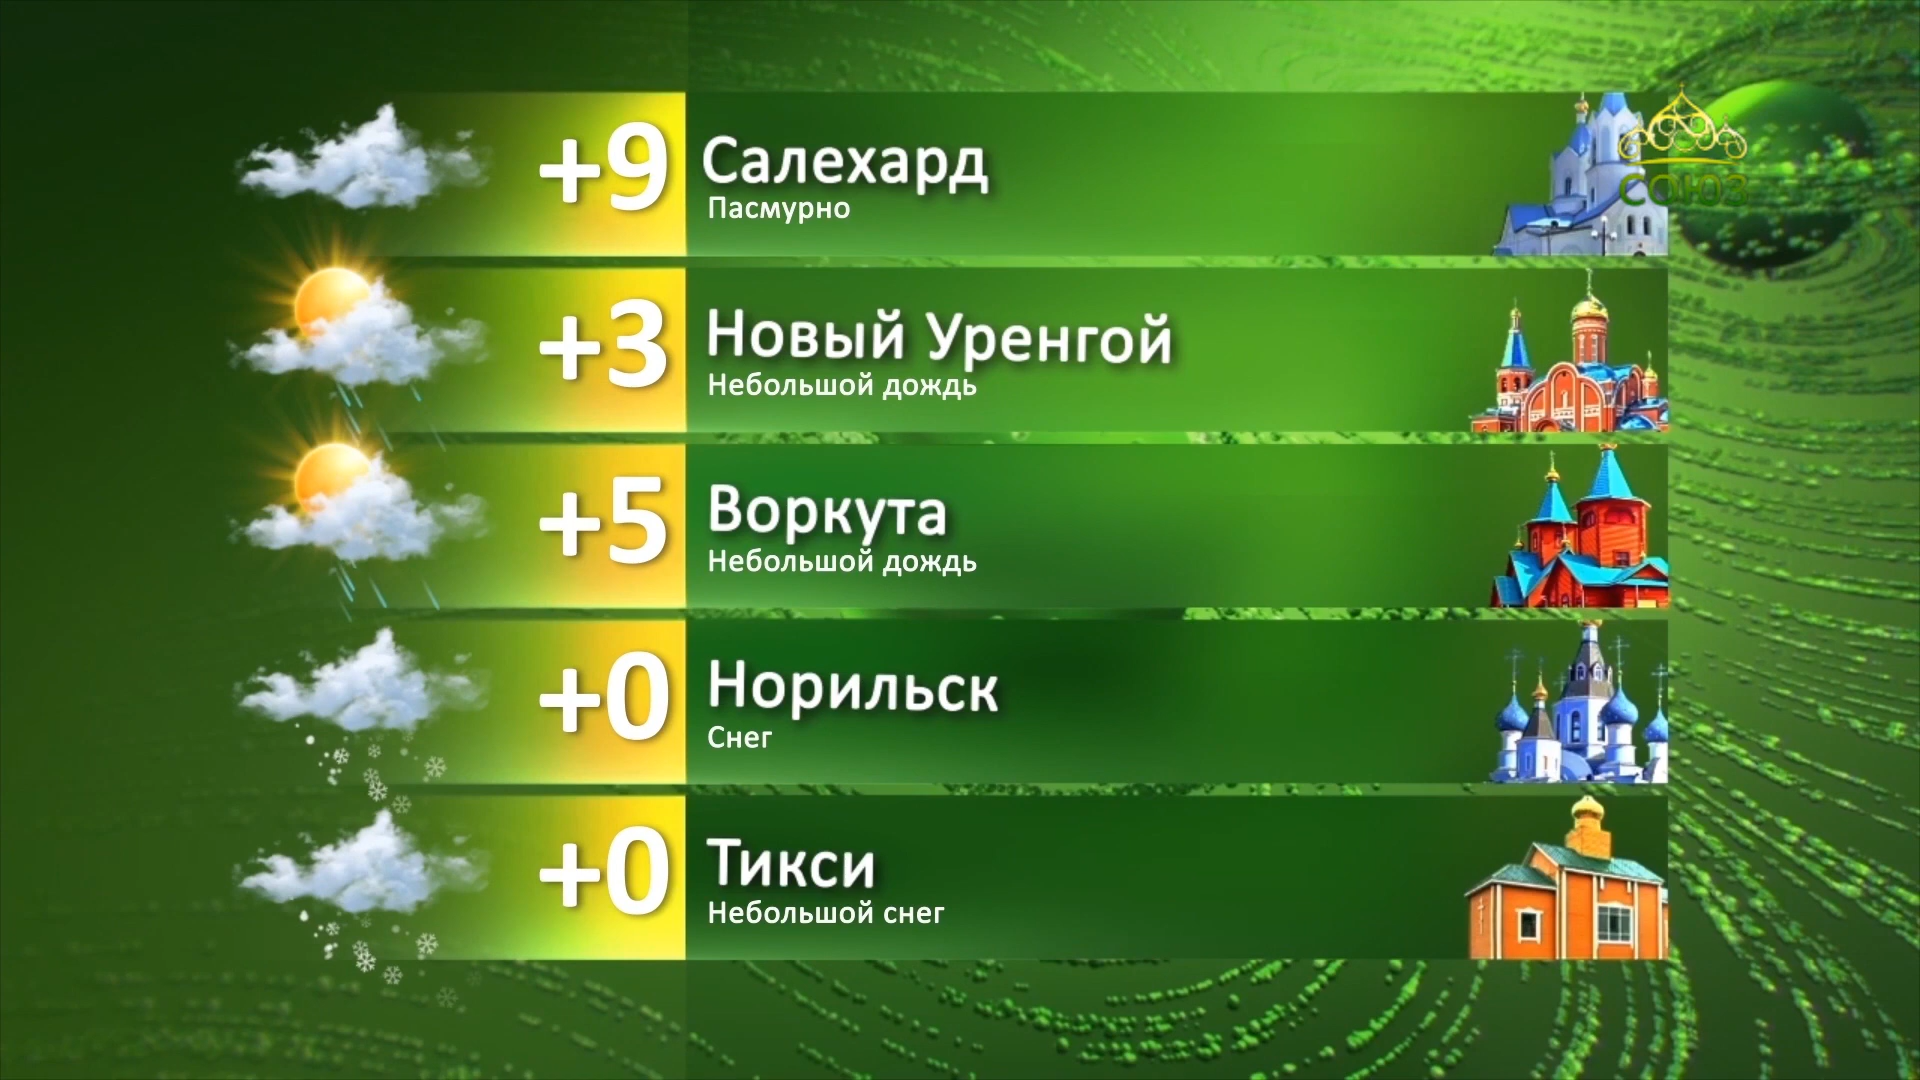 +9
Салехард
Пасмурно
СОЮЗ
+3
Новый Уренгой
Небольшой дождь
+5
Воркута
Небольшой дождь
+0
Норильск
Снег
+0
Тикси
Небольшой снег